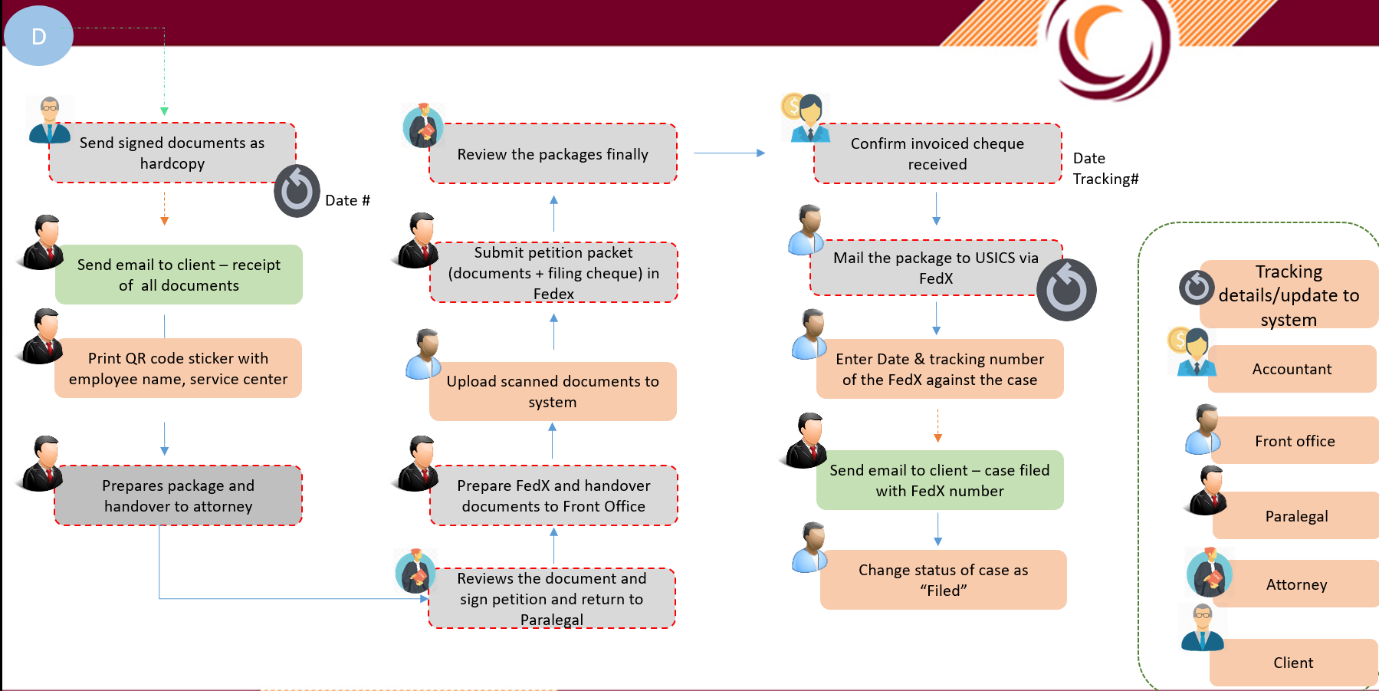 D
Send signed documents as
hardcopy
Date #
Send email to client – receipt
of all documents
Print QR code sticker with
employee name, service center
Prepares package and
handover to attorney
Review the packages finally
Submit petition packet
(documents + filing cheque) in
Fedex
Upload scanned documents to
system
Prepare FedX and handover
documents to Front Office
Reviews the document and
sign petition and return to
Paralegal
Confirm invoiced cheque
received
Date
Tracking#
Mail the package to USICS via
FedX
Enter Date & tracking number
of the FedX against the case
Send email to client – case filed
with FedX number
Change status of case as
“Filed”
Tracking
details/update to
system
Accountant
Front office
Paralegal
Attorney
Client